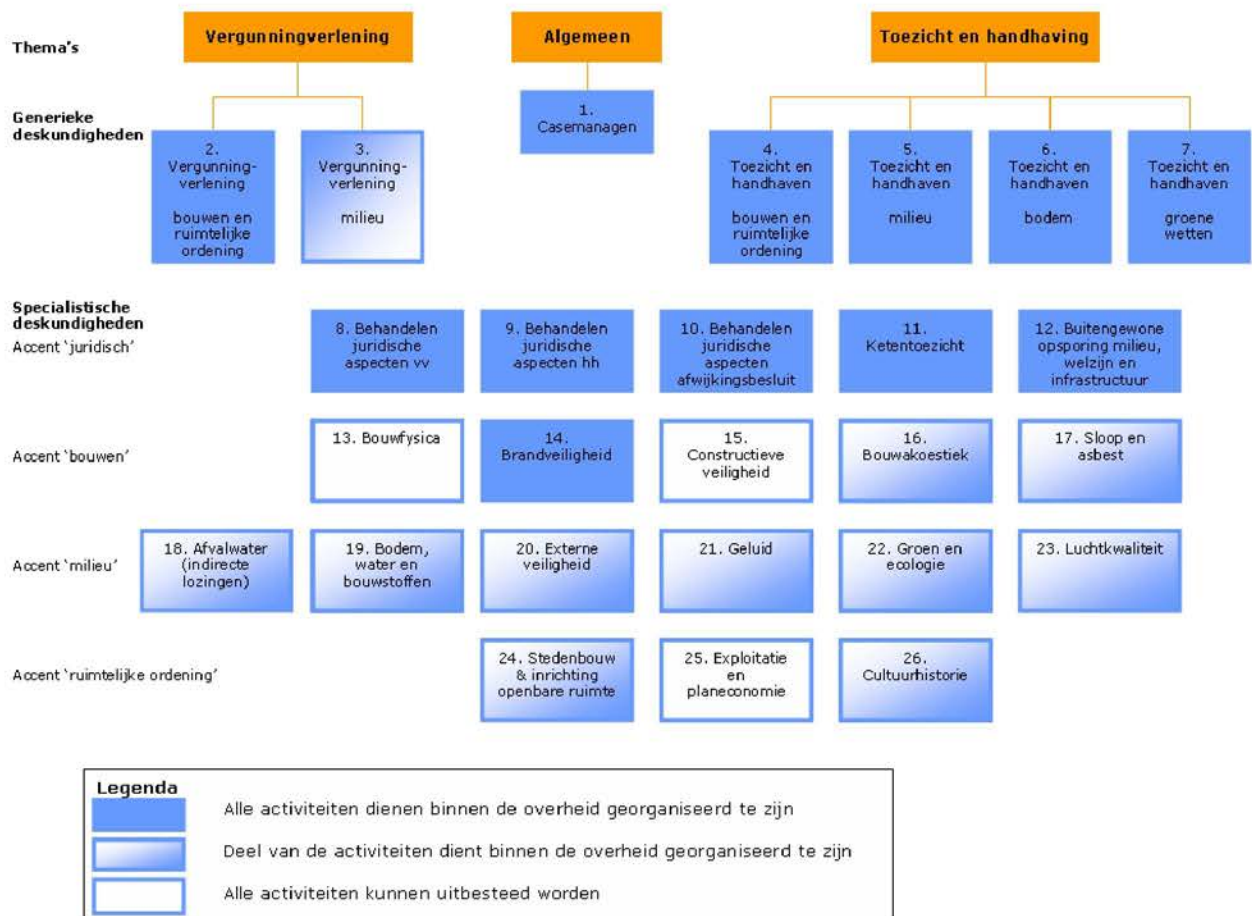 Thema's
Vergunningverlening
Algemeen
Toezicht en handhaving
Generieke
deskundigheden
1.
Casemanagen
2.
Vergunning-
verlening
bouwen en
ruimtelijke
ordening
3.
Vergunning-
verlening
milieu
4.
Toezicht en
handhaven
bouwen en
ruimtelijke
ordening
5.
Toezicht en
handhaven
milieu
6.
Toezicht en
handhaven
bodem
7.
Toezicht en
handhaven
groene
wetten
Specialistische
deskundigheden
Accent 'juridisch'
8. Behandelen
juridische
aspecten vv
9. Behandelen
juridische
aspecten hh
10. Behandelen
juridische
aspecten
afwijkingsbesluit
11.
Ketentoezicht
12. Buitengewone
opsporing milieu,
welzijn en
infrastructuur
Accent 'bouwen'
13. Bouwfysica
14.
Brandveiligheid
15.
Constructieve
veiligheid
16.
Bouwakoestiek
17. Sloop en
asbest
Accent 'milieu'
18. Afvalwater
(indirecte
lozingen)
19. Bodem,
water en
bouwstoffen
20. Externe
veiligheid
21. Geluid
22. Groen en
ecologie
23. Luchtkwaliteit
Accent 'ruimtelijke ordening'
24. Stedenbouw
& inrichting
openbare ruimte
25. Exploitatie
en
planeconomie
26.
Cultuurhistorie
Legenda
Alle activiteiten dienen binnen de overheid georganiseerd te zijn
Deel van de activiteiten dient binnen de overheid georganiseerd te zijn
Alle activiteiten kunnen uitbesteed worden